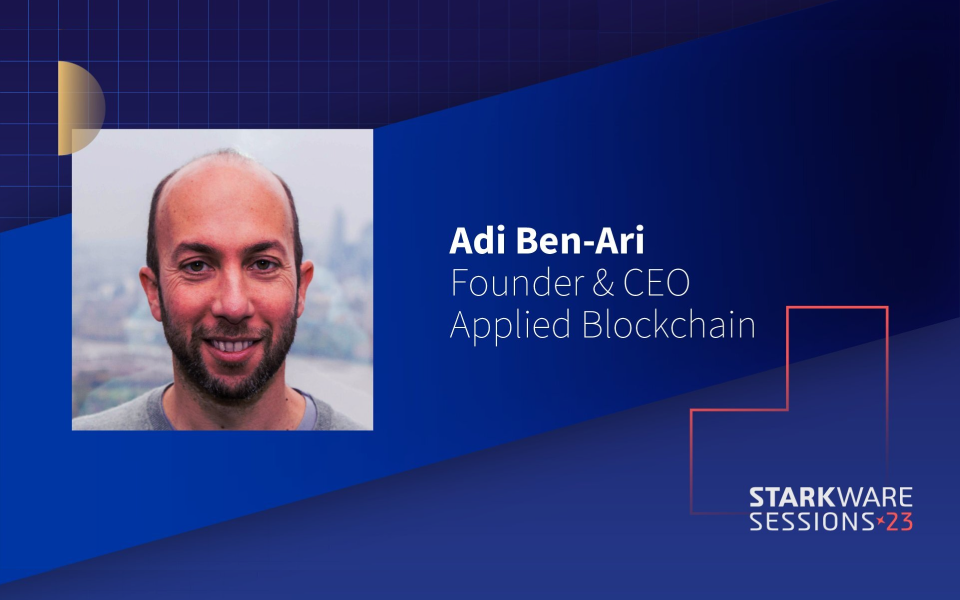 Adi Ben-Ari
Founder & CEO
Applied Blockchain
STARKWARE
SESSIONS 23